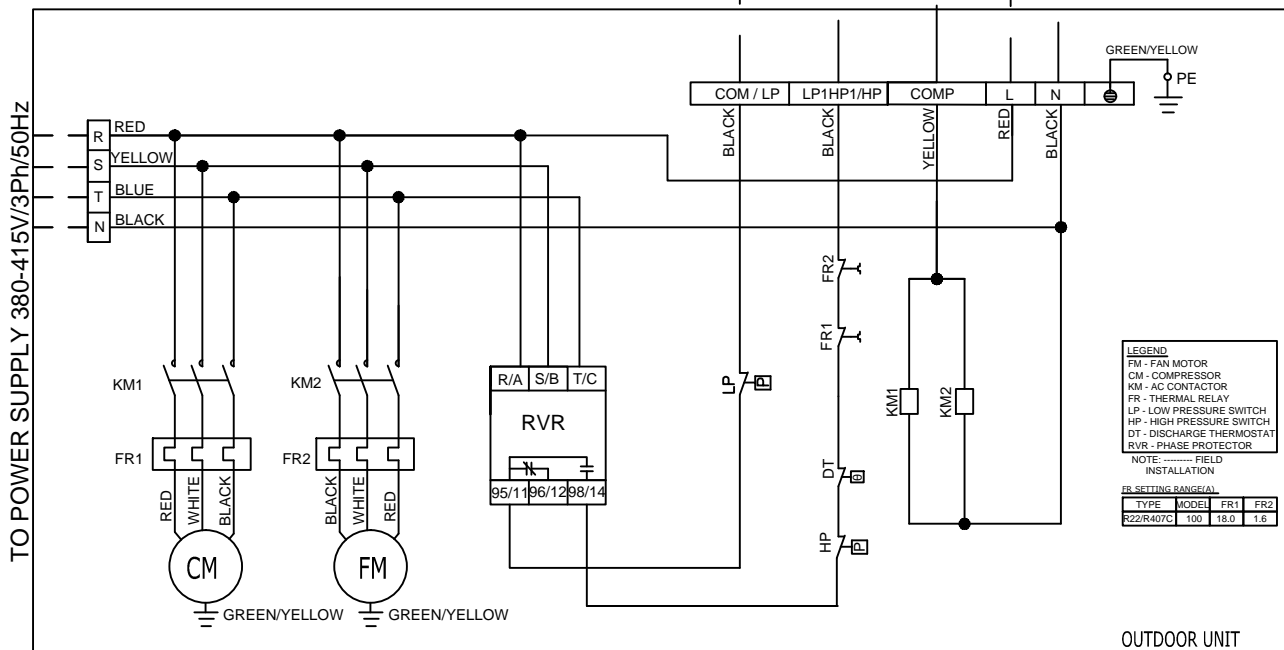 TO POWER SUPPLY 380-415V/3Ph/50Hz
R RED
S YELLOW
T BLUE
N BLACK
COM / LP LP1HP1/HP COMP L N
GREEN/YELLOW
PE
BLACK
BLACK
YELLOW
RED
BLACK
KM1
KM2
FR1
FR2
RED
WHITE
BLACK
BLACK
WHITE
RED
CM
FM
GREEN/YELLOW
GREEN/YELLOW
R/A S/B T/C
RVR
95/11 96/12 98/14
LP
P
FR2
FR1
DT
θ
HP
P
KM1
KM2
LEGEND
FM - FAN MOTOR
CM - COMPRESSOR
KM - AC CONTACTOR
FR - THERMAL RELAY
LP - LOW PRESSURE SWITCH
HP - HIGH PRESSURE SWITCH
DT - DISCHARGE THERMOSTAT
RVR - PHASE PROTECTOR
NOTE: --------- FIELD
INSTALLATION
FR SETTING RANGE(A)
TYPE MODEL FR1 FR2
R22/R407C 100 18.0 1.6
OUTDOOR UNIT